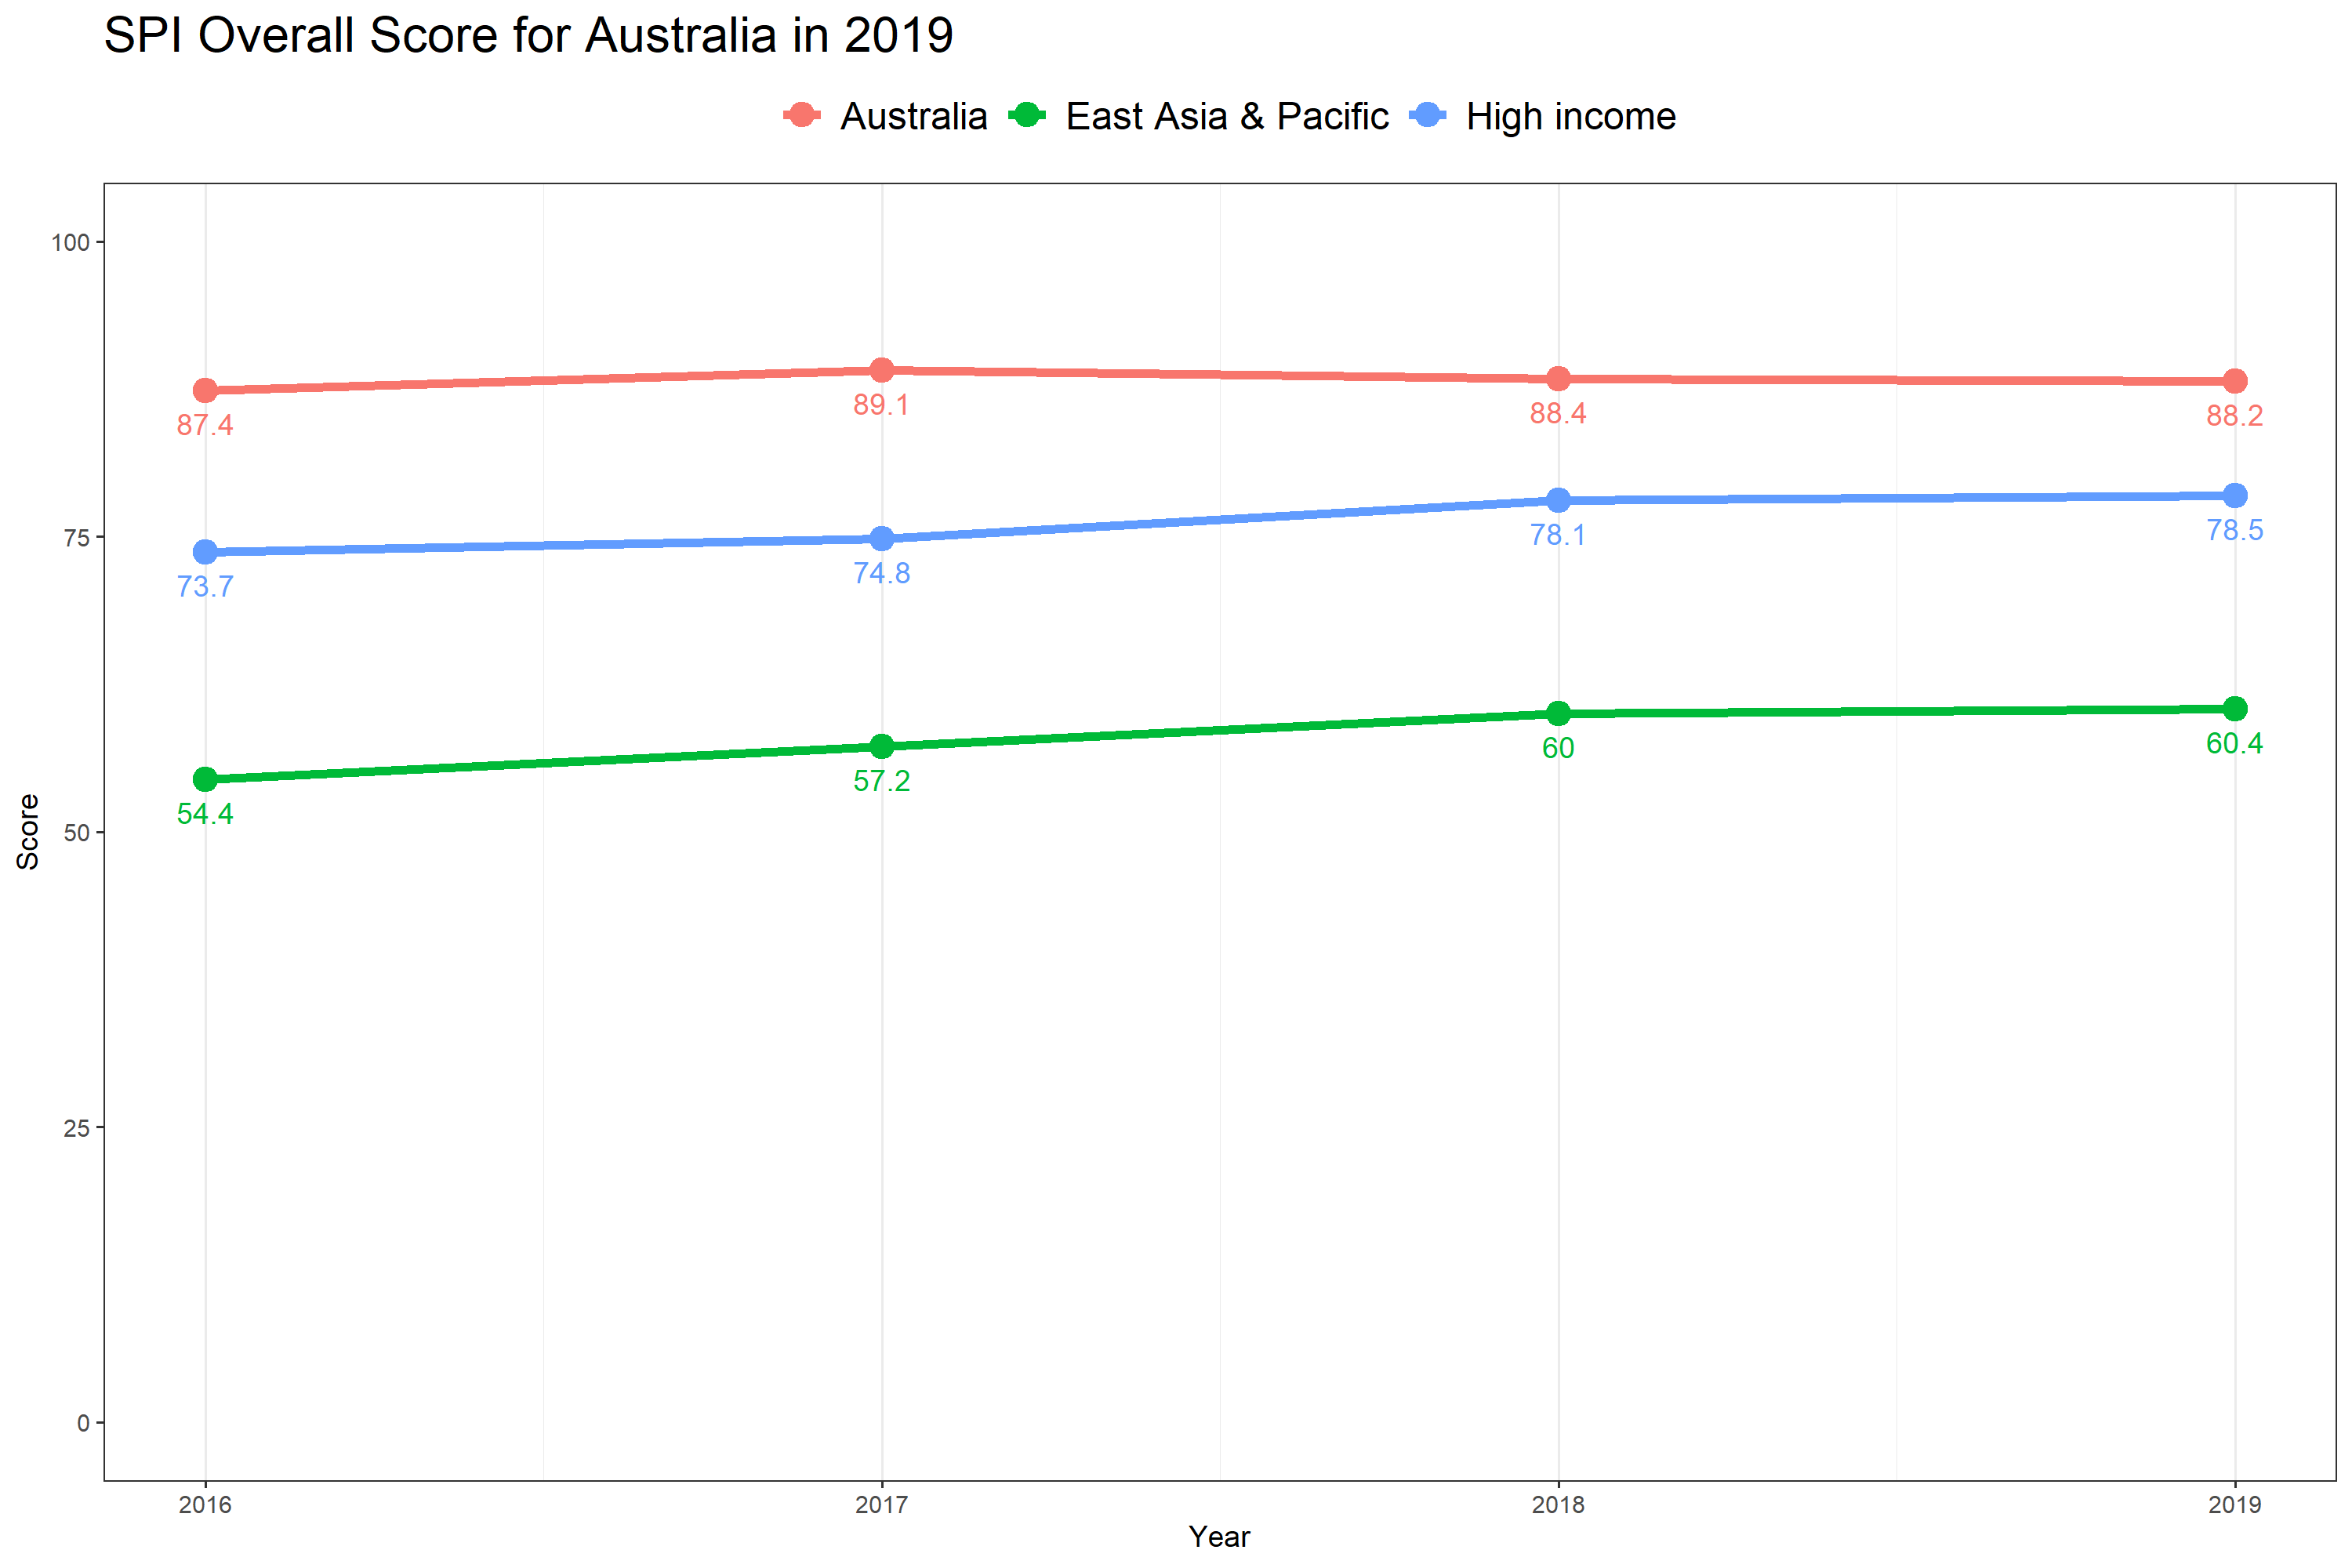 SPI Overall Score for Australia in 2019
Australia East Asia & Pacific High income
100
75
50
25
0
Score
87.4 89.1 88.4 88.2
73.7 74.8 78.1 78.5
54.4 57.2 60 60.4
2016 2017 2018 2019
Year